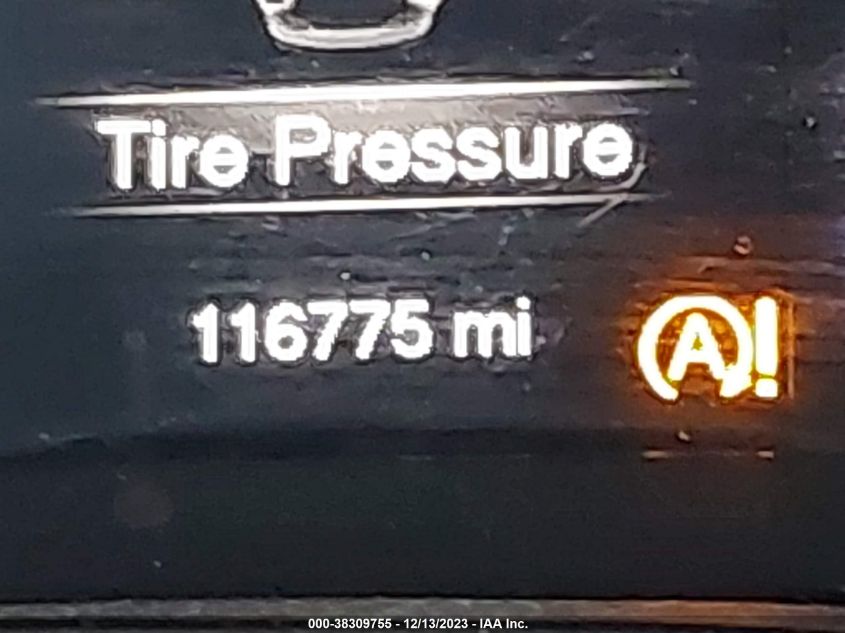 Tire Pressure
116775 mi
A!
000-38309755 - 12/13/2023 - IAA Inc.